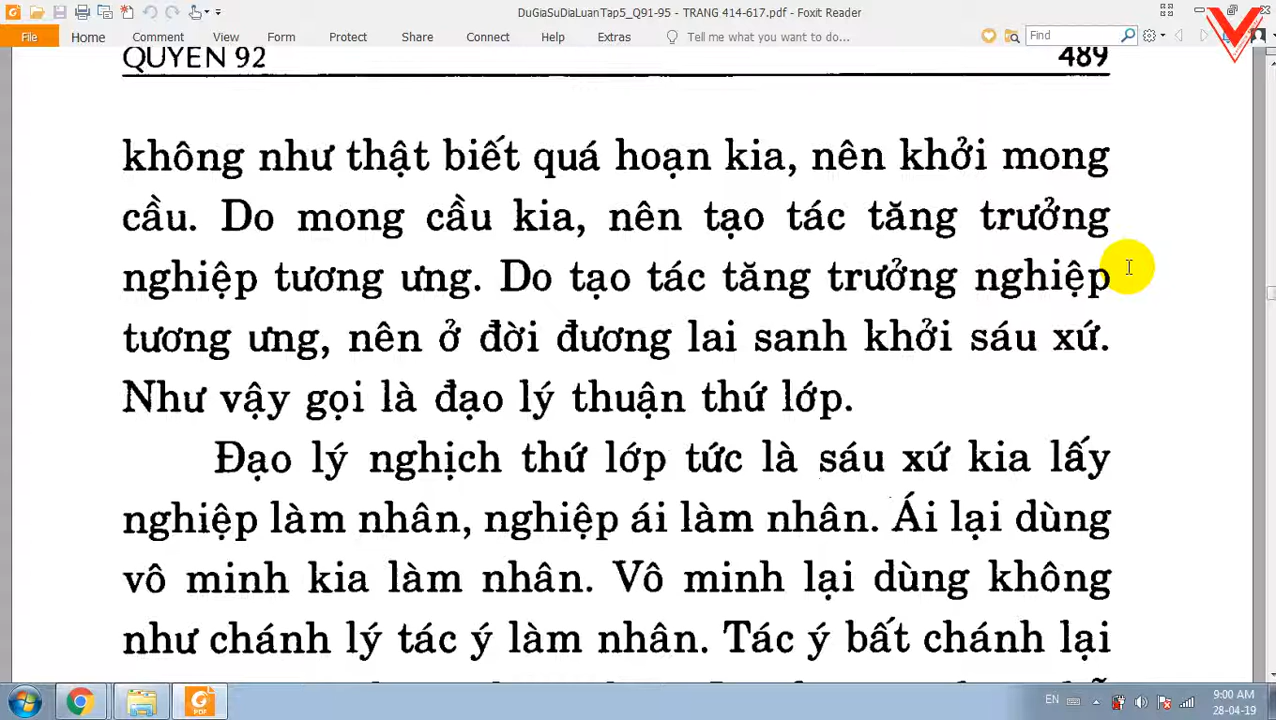 DuGiaSuDiaLuanTap5_Q91-95 - TRANG 414-617.pdf - Foxit Reader
File Home Comment View Form Protect Share Connect Help Extras Tell me what you want to do... Find
QUYỂN 92 489
không như thật biết quá hoạn kia, nên khởi mong
cầu. Do mong cầu kia, nên tạo tác tăng trưởng
nghiệp tương ưng. Do tạo tác tăng trưởng nghiệp
tương ưng, nên ở đời đương lai sanh khởi sáu xứ.
Như vậy gọi là đạo lý thuận thứ lớp.
Đạo lý nghịch thứ lớp tức là sáu xứ kia lấy
nghiệp làm nhân, nghiệp ái làm nhân. Ái lại dùng
vô minh kia làm nhân. Vô minh lại dùng không
như chánh lý tác ý làm nhân. Tác ý bất chánh lại
EN 9:00 AM
28-04-19